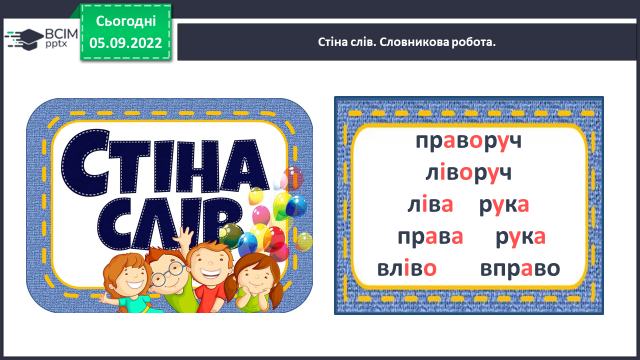 Сьогодні
05.09.2022
BCIM
pptx
Стіна слів. Словникова робота.
СТІНА
СЛІВ
праворуч
ліворуч
ліва рука
права рука
вліво вправо